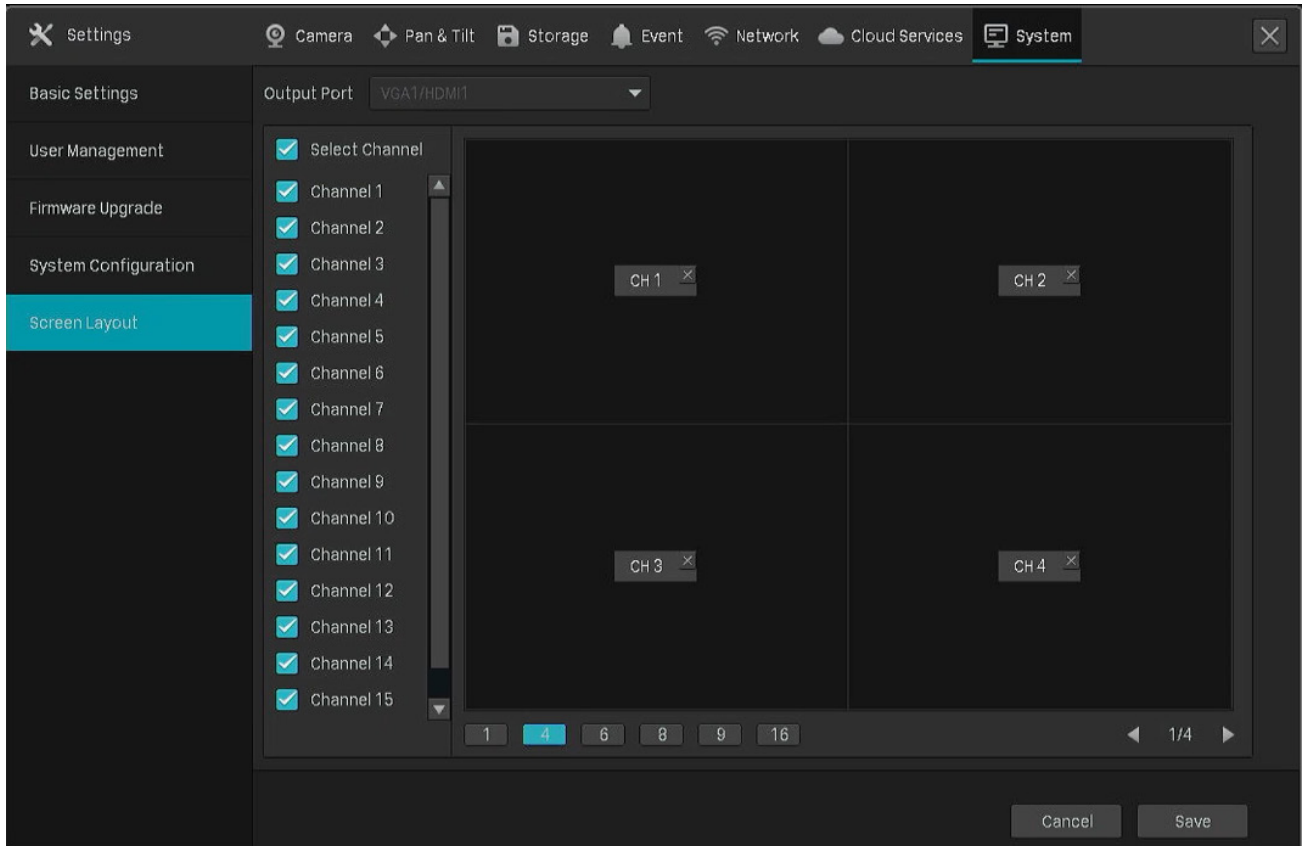 Settings
Camera Pan & Tilt Storage Event Network Cloud Services System
Basic Settings
User Management
Firmware Upgrade
System Configuration
Screen Layout
Output Port VGA1/HDMI1
Select Channel
Channel 1
Channel 2
Channel 3
Channel 4
Channel 5
Channel 6
Channel 7
Channel 8
Channel 9
Channel 10
Channel 11
Channel 12
Channel 13
Channel 14
Channel 15
CH 1
CH 2
CH 3
CH 4
1 4 6 8 9 16
1/4
Cancel Save